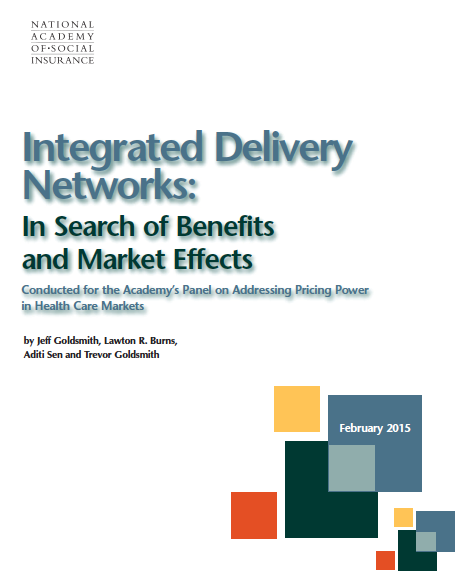 NATIONAL
ACADEMY
OF·SOCIAL
INSURANCE
Integrated Delivery
Networks:
In Search of Benefits
and Market Effects
Conducted for the Academy's Panel on Addressing Pricing Power
in Health Care Markets
by Jeff Goldsmith, Lawton R. Burns,
Aditi Sen and Trevor Goldsmith
February 2015